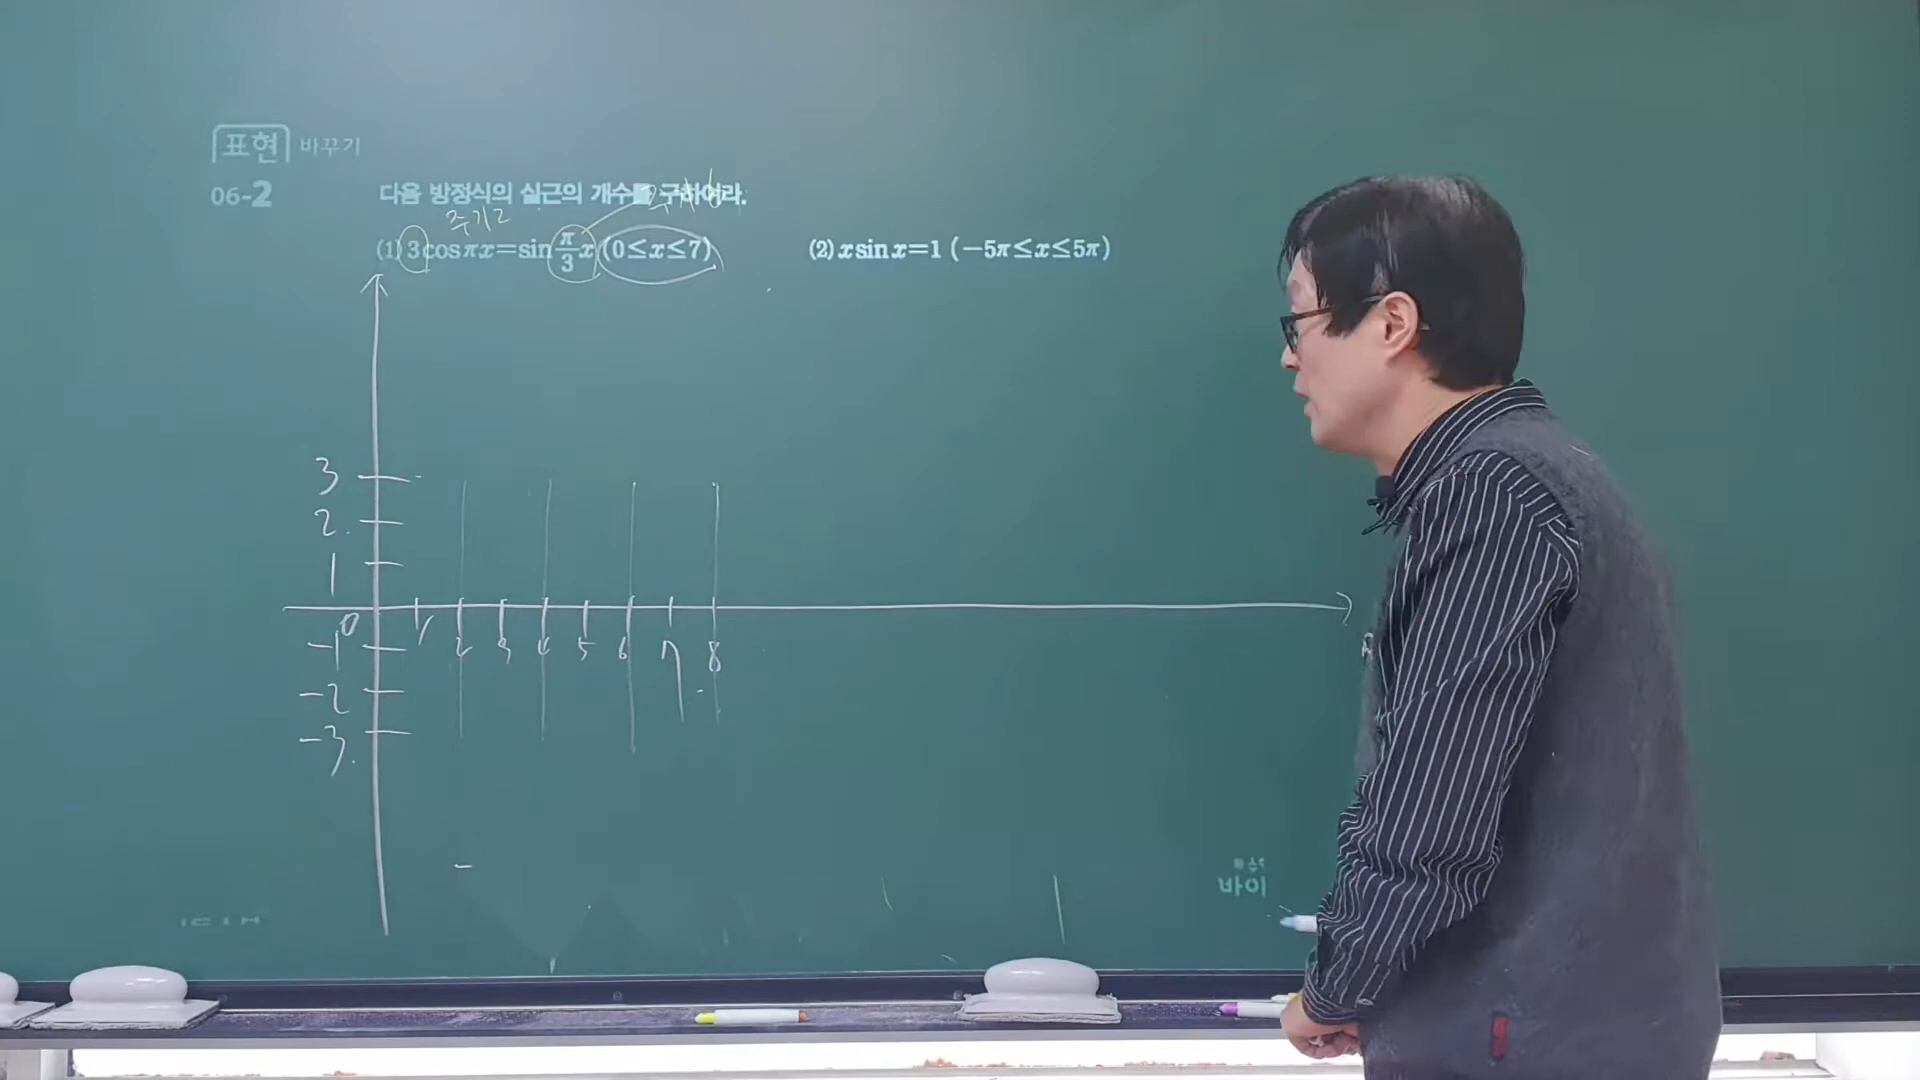 표현 바꾸기
06-2 다음 방정식의 실근의 개수를 구하여라.
주기2
(1) 3cosπx=sin π/3 x (0≤x≤7) (2) x sin x=1 (−5π≤x≤5π)
3
2
1
0
1 2 3 4 5 6 7 8
-1
-2
-3
바이